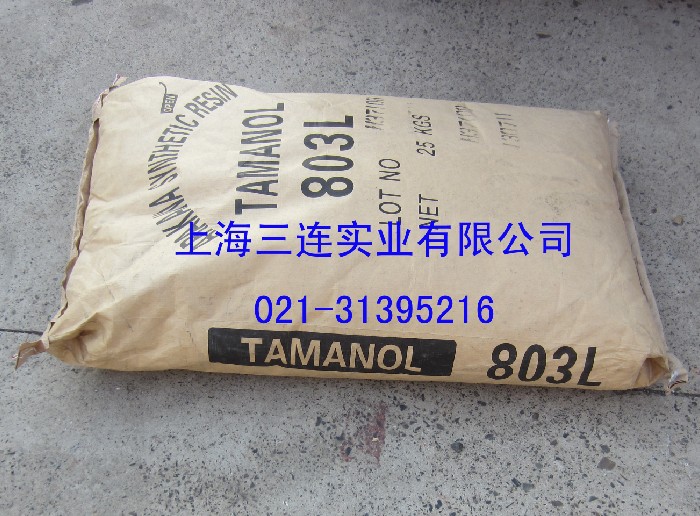 OPEN
SYNTHETIC RESIN
TAMANOL
803L
LOT NO
NET 25 KGS
上海三连实业有限公司
021-31395216
TAMANOL 803L